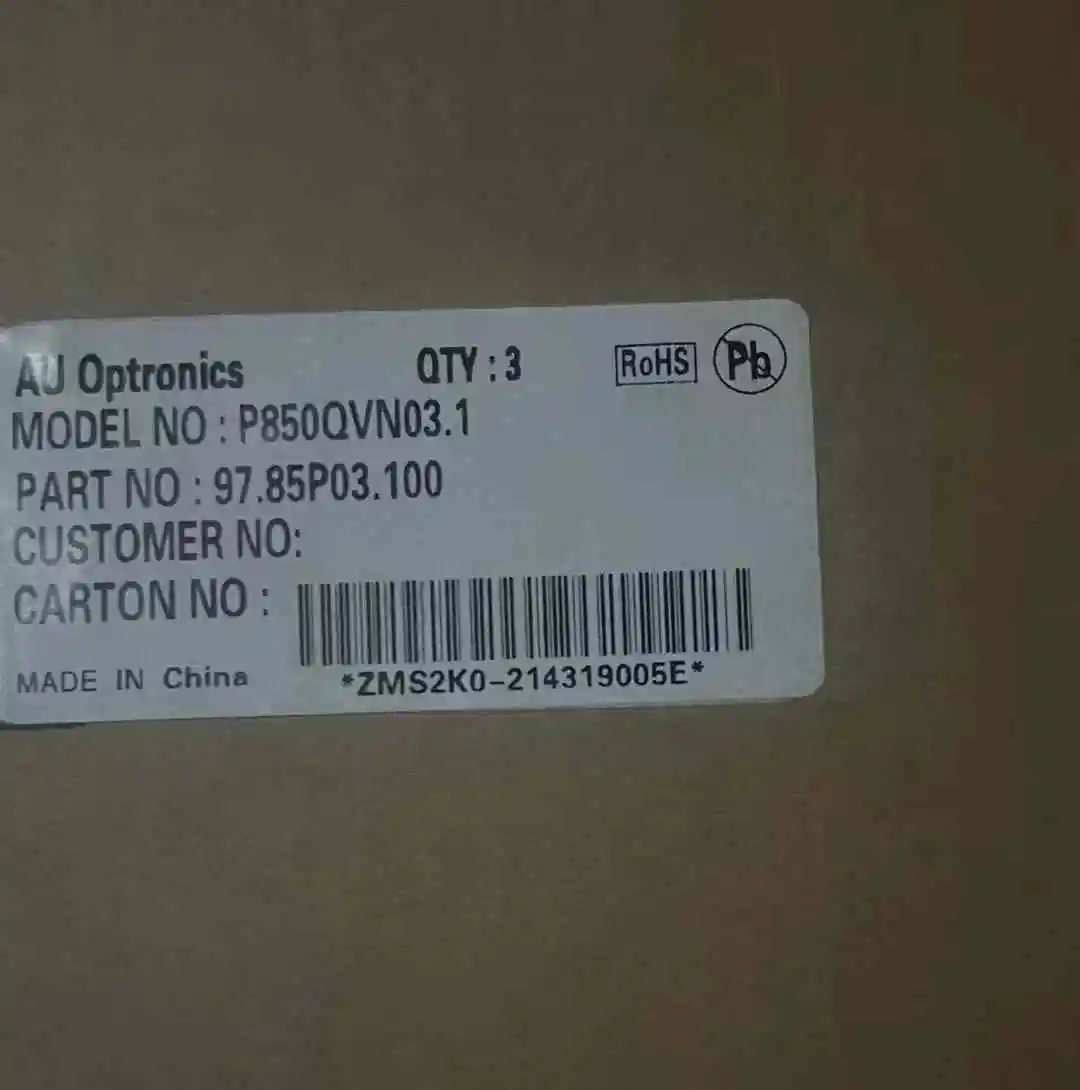 AU Optronics QTY : 3 RoHS Pb
MODEL NO : P850QVN03.1
PART NO : 97.85P03.100
CUSTOMER NO:
CARTON NO :
MADE IN China *ZMS2K0-214319005E*